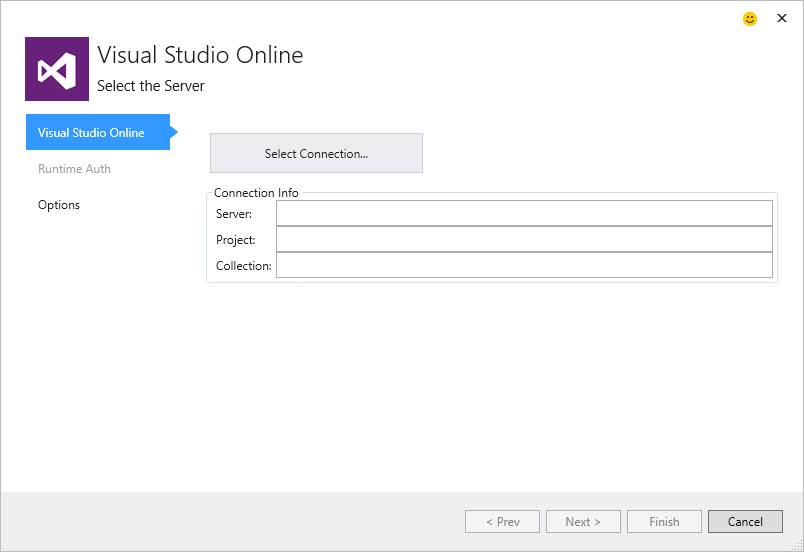 Visual Studio Online
Select the Server
Visual Studio Online
Runtime Auth
Options
Select Connection...
Connection Info
Server:
Project:
Collection:
< Prev
Next >
Finish
Cancel